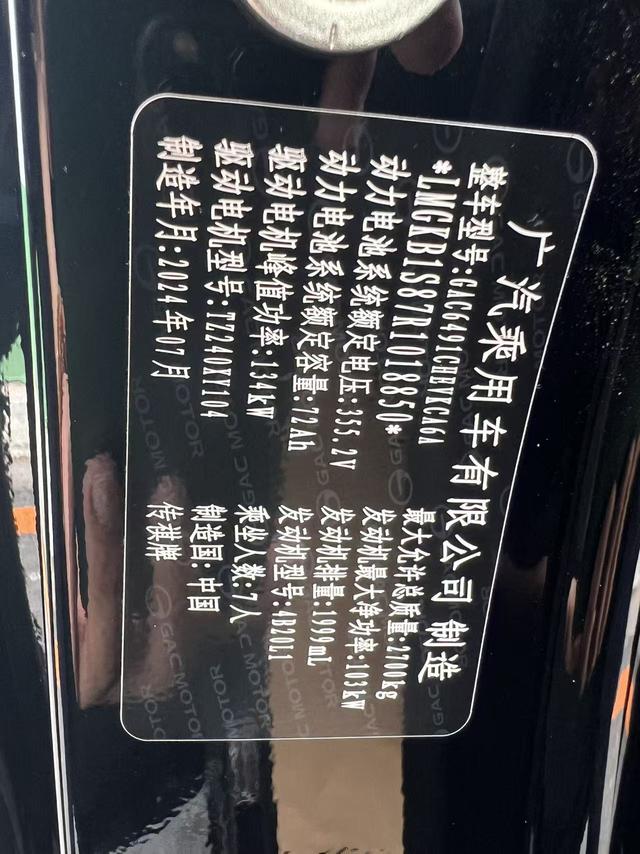 广汽乘用车有限公司 制造
整车型号:GAC6491CHEVKCA6A
*LMGKB1S87R1018850*
动力电池系统额定电压:355.2V
动力电池系统额定容量:72Ah
驱动电机峰值功率:134kW
驱动电机型号:TZ240XY104
制造年月:2024年07月
最大允许总质量:2700kg
发动机最大净功率:103kW
发动机排量:1999mL
发动机型号:4B20L1
乘坐人数:7人
制造国:中国
传祺牌
GAC MOTOR